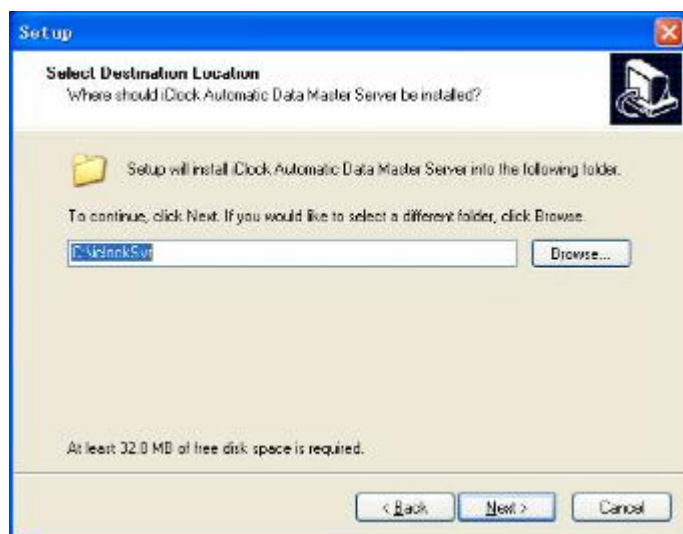 Setup
Select Destination Location
Where should iClock Automatic Data Master Server be installed?
Setup will install iClock Automatic Data Master Server into the following folder.
To continue, click Next. If you would like to select a different folder, click Browse.
C:\iclockSvr
Browse...
At least 32.0 MB of free disk space is required.
< Back
Next >
Cancel